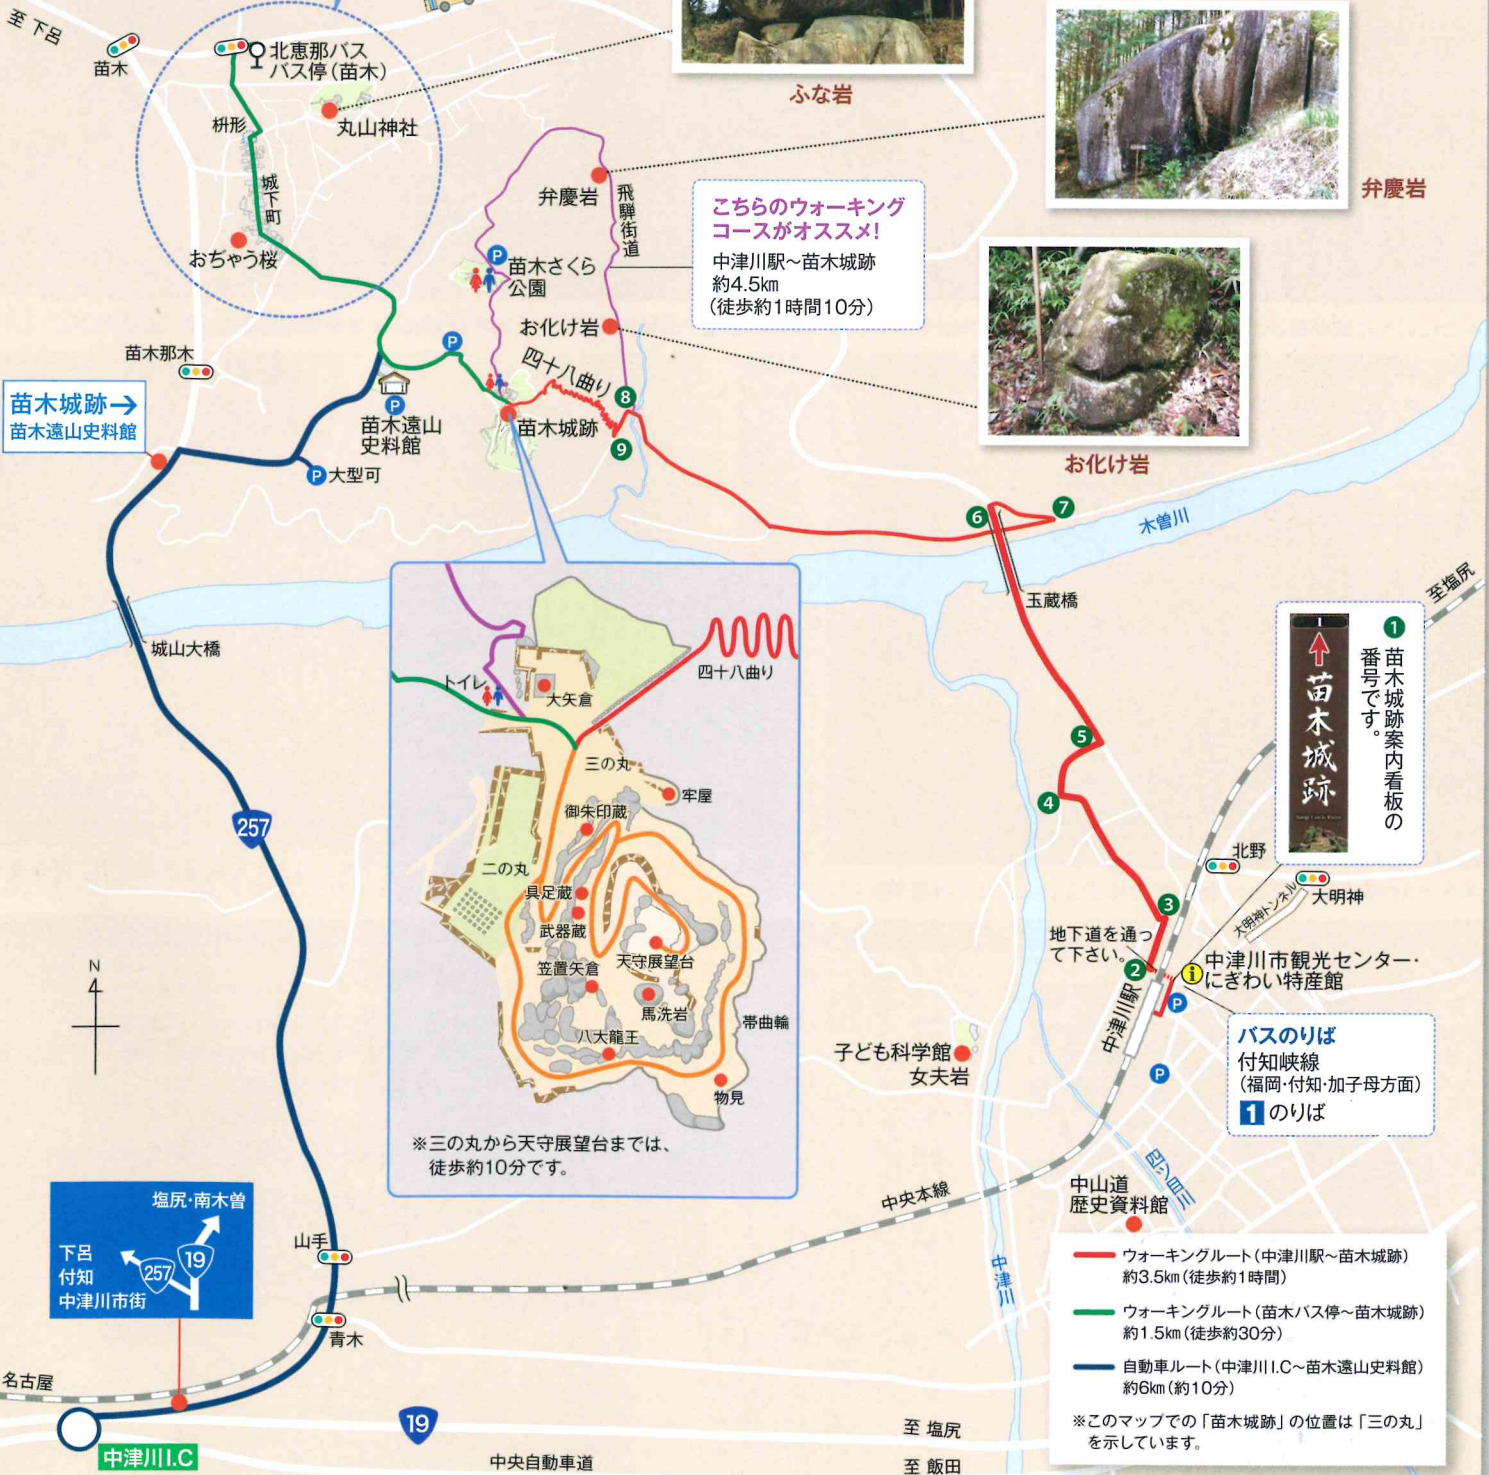 至 下呂
苗木
北恵那バス
バス停(苗木)
枡形
丸山神社
城下町
おぢゃう桜
ふな岩
弁慶岩
飛騨街道
弁慶岩
こちらのウォーキング
コースがオススメ!
中津川駅~苗木城跡
約4.5km
(徒歩約1時間10分)
P
苗木さくら
公園
お化け岩
お化け岩
苗木那木
P
四十八曲り
苗木城跡→
苗木遠山史料館
P
苗木遠山
史料館
苗木城跡
8
9
P 大型可
6
7
木曽川
玉蔵橋
城山大橋
至塩尻
1
苗木城跡
1 苗木城跡案内看板の
番号です。
トイレ
大矢倉
四十八曲り
三の丸
牢屋
御朱印蔵
二の丸
具足蔵
武器蔵
笠置矢倉
天守展望台
馬洗岩
帯曲輪
八大龍王
物見
※三の丸から天守展望台までは、
徒歩約10分です。
5
4
257
北野
大明神
大明神トンネル
3
地下道を通っ
て下さい。
2
中津川駅
i 中津川市観光センター・
にぎわい特産館
P
P
バスのりば
付知峡線
(福岡・付知・加子母方面)
1 のりば
N
子ども科学館
女夫岩
四ツ目川
中山道
歴史資料館
中央本線
中津川
塩尻・南木曽
下呂
付知
中津川市街
257
19
山手
青木
名古屋
中津川I.C
19
中央自動車道
至 塩尻
至 飯田
ウォーキングルート(中津川駅~苗木城跡)
約3.5km(徒歩約1時間)
ウォーキングルート(苗木バス停~苗木城跡)
約1.5km(徒歩約30分)
自動車ルート(中津川I.C~苗木遠山史料館)
約6km(約10分)
※このマップでの「苗木城跡」の位置は「三の丸」
を示しています。